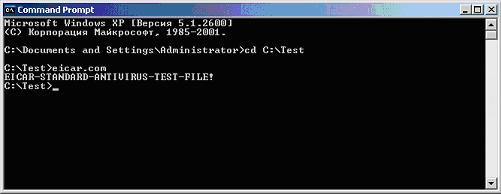 Command Prompt
Microsoft Windows XP [Версия 5.1.2600]
(C) Корпорация Майкрософт, 1985-2001.
C:\Documents and Settings\Administrator>cd C:\Test
C:\Test>eicar.com
EICAR-STANDARD-ANTIVIRUS-TEST-FILE!
C:\Test>_